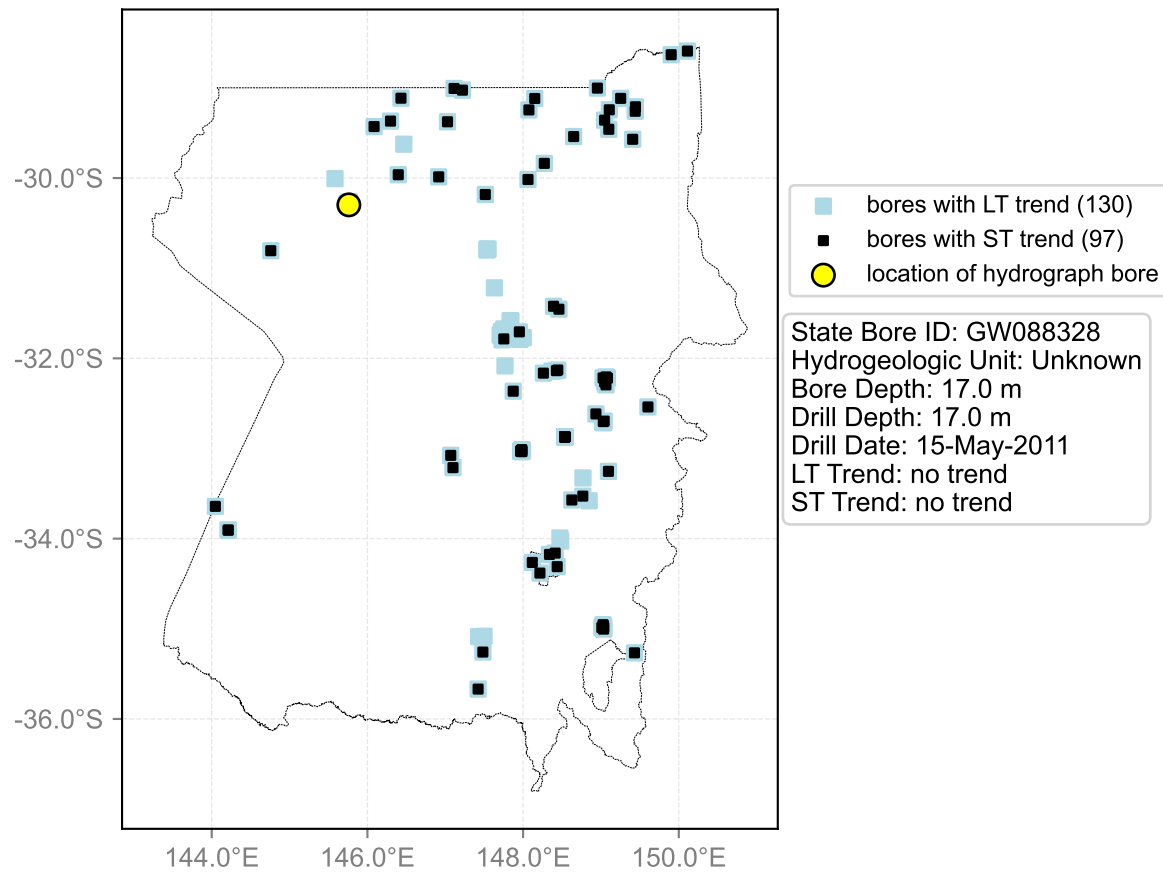 -30.0°S
-32.0°S
-34.0°S
-36.0°S
144.0°E
146.0°E
148.0°E
150.0°E
bores with LT trend (130)
bores with ST trend (97)
location of hydrograph bore
State Bore ID: GW088328
Hydrogeologic Unit: Unknown
Bore Depth: 17.0 m
Drill Depth: 17.0 m
Drill Date: 15-May-2011
LT Trend: no trend
ST Trend: no trend